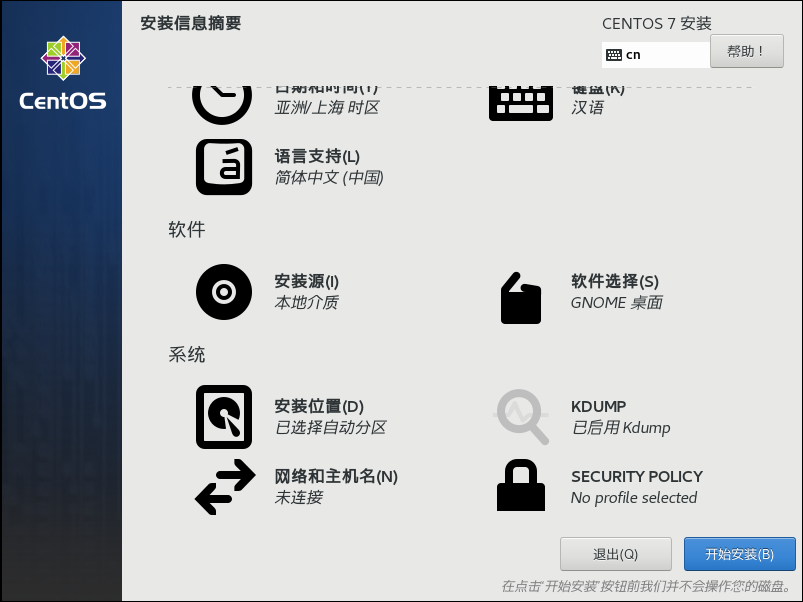 安装信息摘要
CENTOS 7 安装
cn
帮助！
CentOS
日期和时间(T)
亚洲/上海 时区
键盘(K)
汉语
语言支持(L)
简体中文 (中国)
软件
安装源(I)
本地介质
软件选择(S)
GNOME 桌面
系统
安装位置(D)
已选择自动分区
KDUMP
已启用 Kdump
网络和主机名(N)
未连接
SECURITY POLICY
No profile selected
退出(Q)
开始安装(B)
在点击'开始安装'按钮前我们并不会操作您的磁盘。